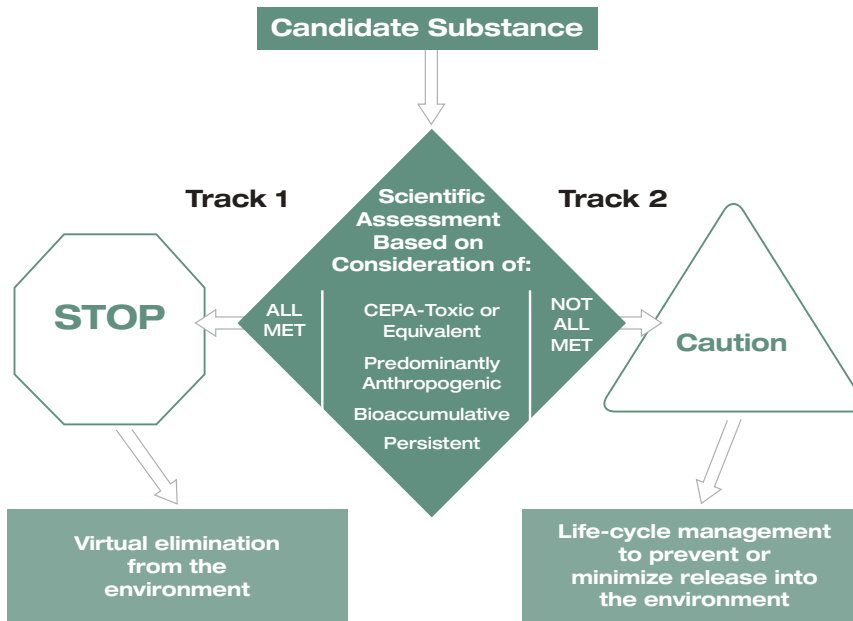 Candidate Substance
Track 1
Track 2
Scientific
Assessment
Based on
Consideration of:
STOP
ALL
MET
CEPA-Toxic or
Equivalent
Predominantly
Anthropogenic
Bioaccumulative
Persistent
NOT
ALL
MET
Caution
Virtual elimination
from the
environment
Life-cycle management
to prevent or
minimize release into
the environment